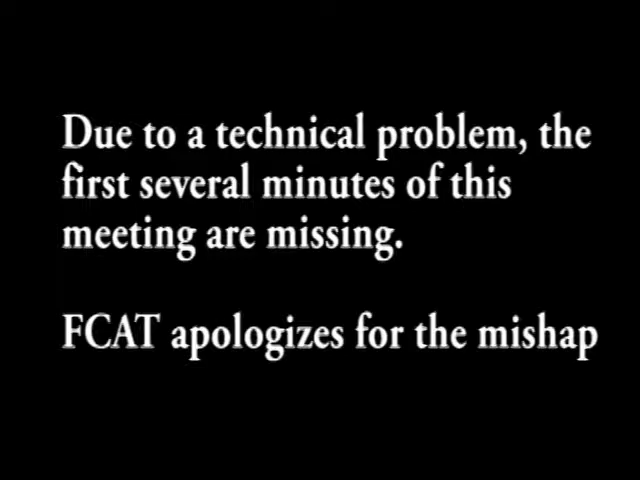 Due to a technical problem, the
first several minutes of this
meeting are missing.
FCAT apologizes for the mishap